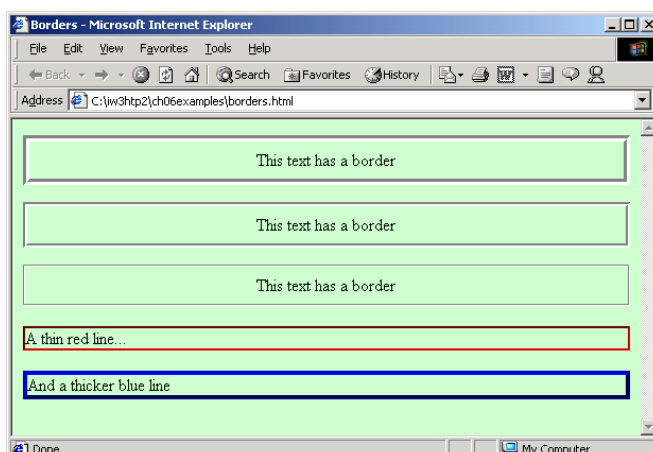 Borders - Microsoft Internet Explorer
File Edit View Favorites Tools Help
Back Search Favorites History
Address C:\iw3htp2\ch06examples\borders.html
This text has a border
This text has a border
This text has a border
A thin red line...
And a thicker blue line
Done My Computer